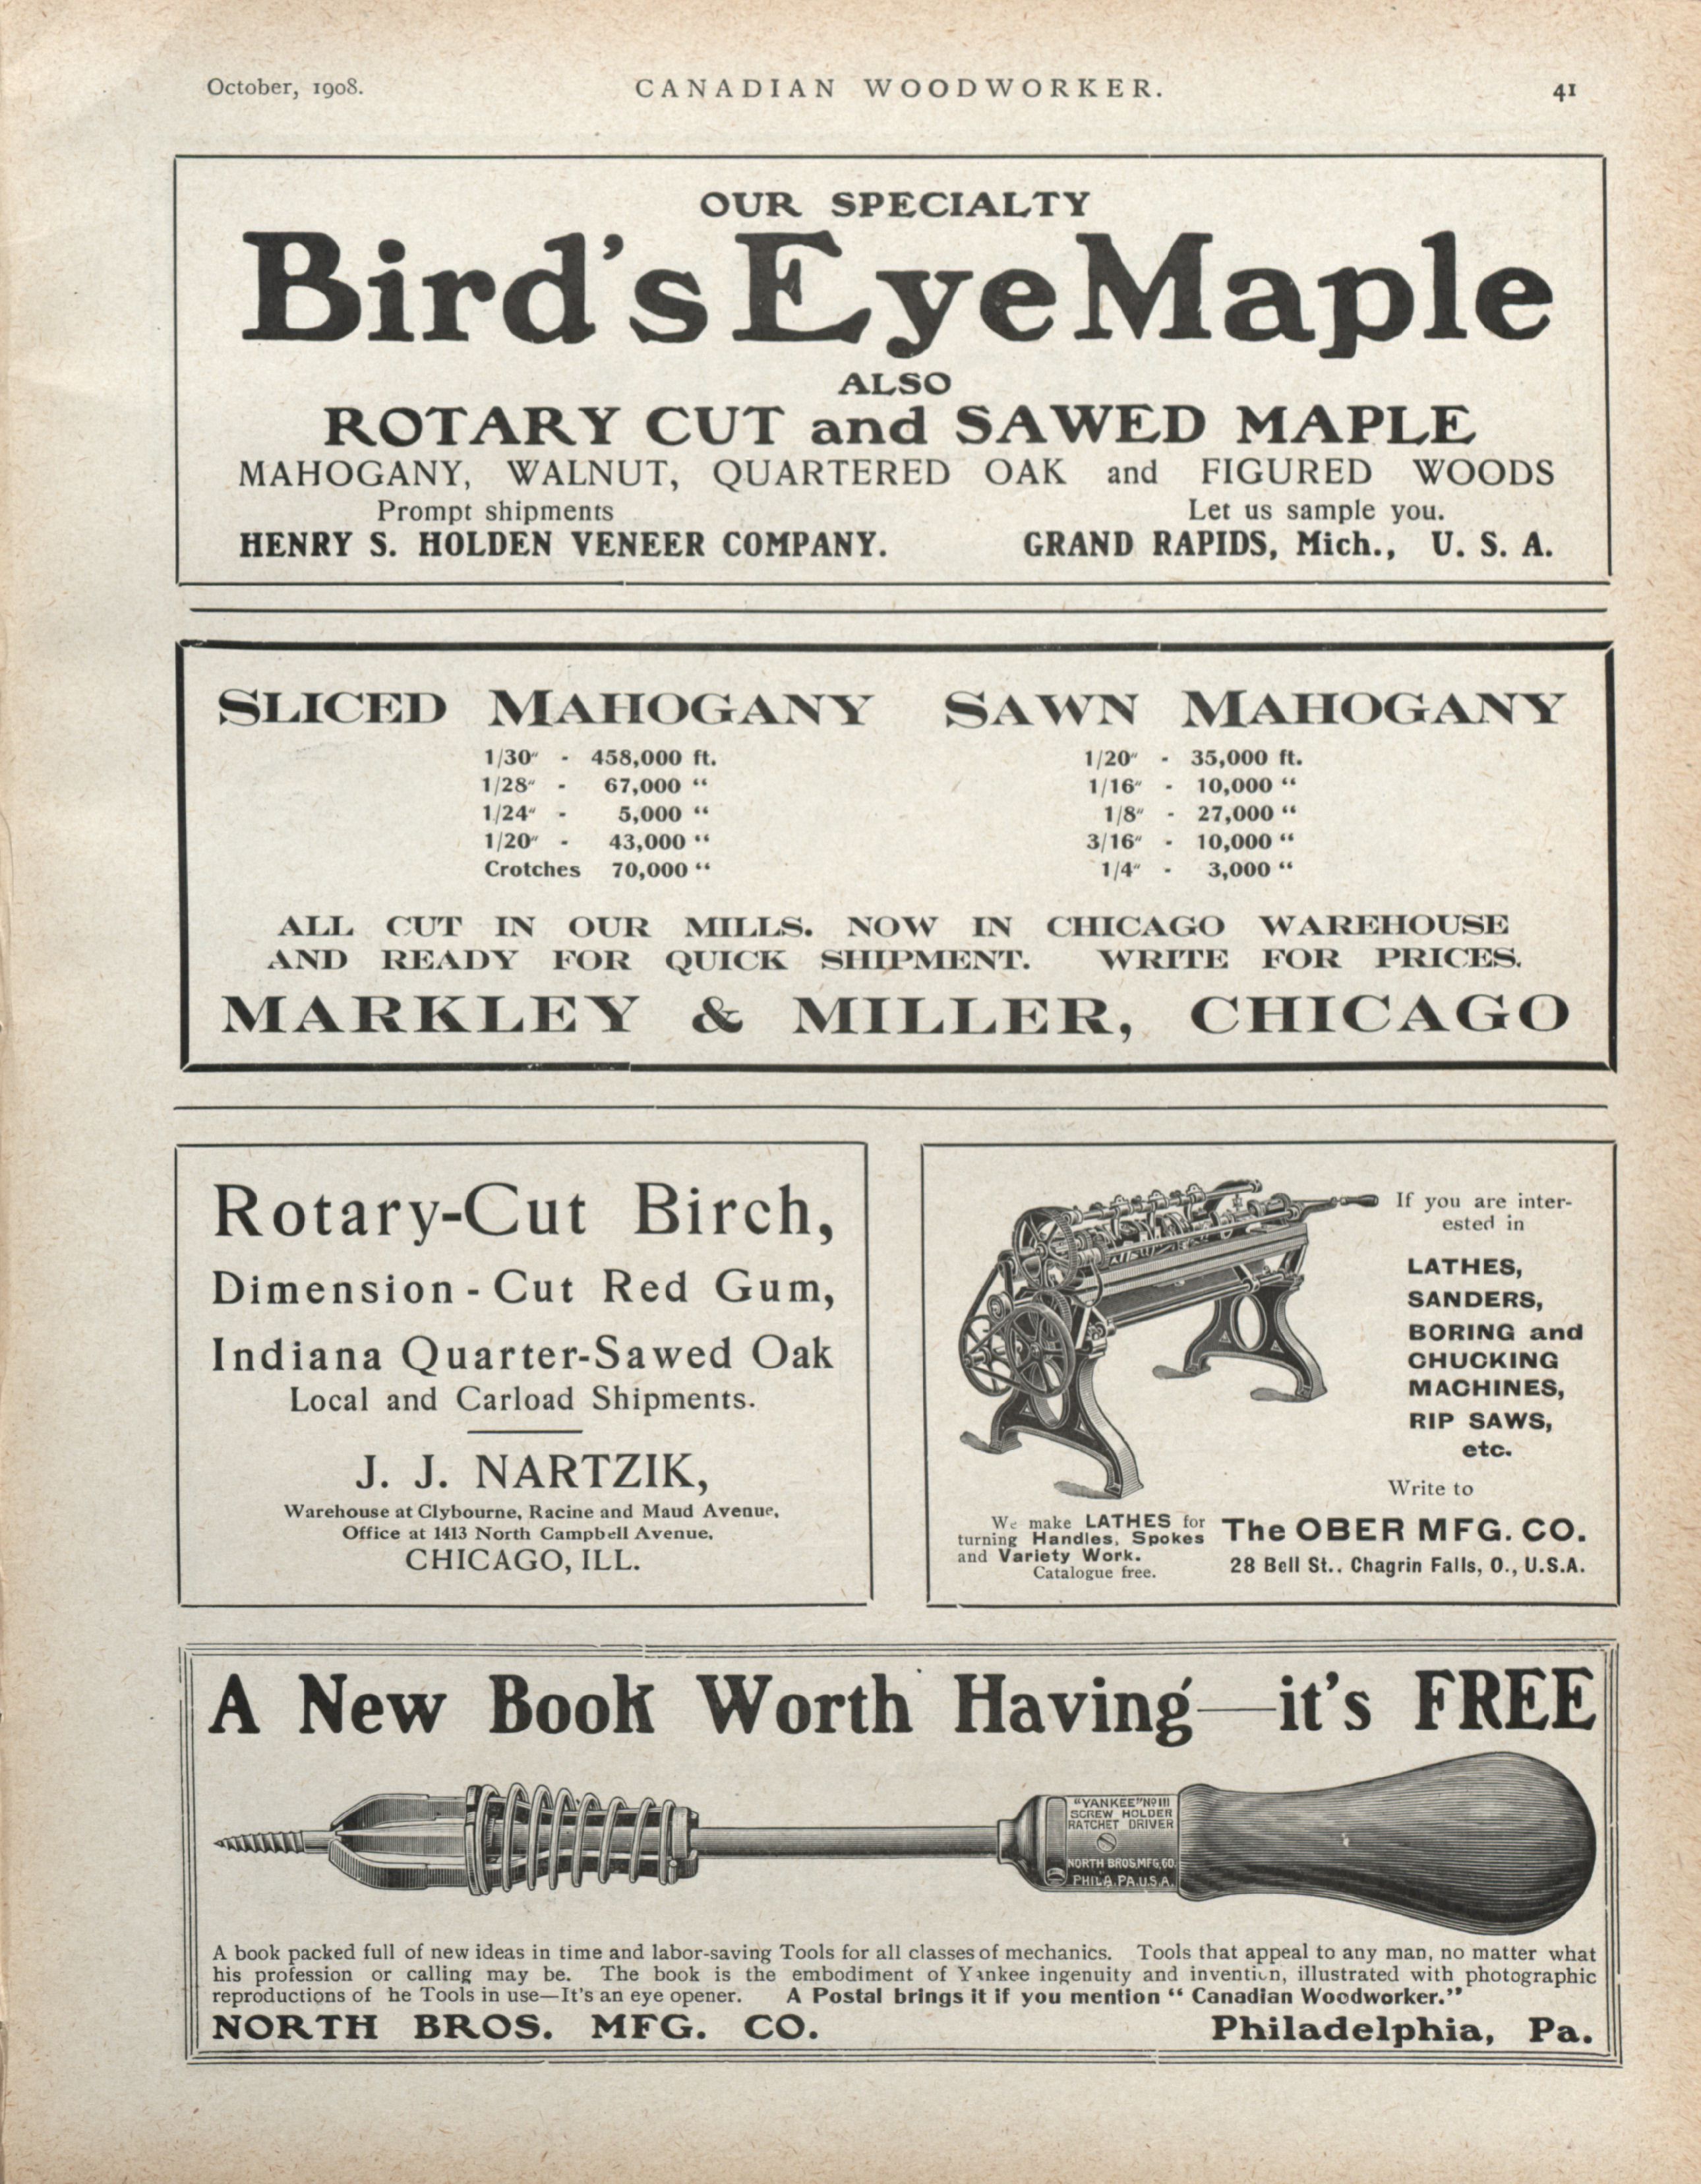 October, 1908.
CANADIAN WOODWORKER.
41
OUR SPECIALTY
Bird's Eye Maple
ALSO
ROTARY CUT and SAWED MAPLE
MAHOGANY, WALNUT, QUARTERED OAK and FIGURED WOODS
Prompt shipments
Let us sample you.
HENRY S. HOLDEN VENEER COMPANY.
GRAND RAPIDS, Mich., U. S. A.
SLICED MAHOGANY
1/30" - 458,000 ft.
1/28" - 67,000 "
1/24" - 5,000 "
1/20" - 43,000 "
Crotches 70,000 "
SAWN MAHOGANY
1/20" - 35,000 ft.
1/16" - 10,000 "
1/8" - 27,000 "
3/16" - 10,000 "
1/4" - 3,000 "
ALL CUT IN OUR MILLS. NOW IN CHICAGO WAREHOUSE
AND READY FOR QUICK SHIPMENT. WRITE FOR PRICES.
MARKLEY & MILLER, CHICAGO
Rotary-Cut Birch,
Dimension-Cut Red Gum,
Indiana Quarter-Sawed Oak
Local and Carload Shipments.
J. J. NARTZIK,
Warehouse at Clybourne, Racine and Maud Avenue,
Office at 1413 North Campbell Avenue,
CHICAGO, ILL.
If you are inter-
ested in
LATHES,
SANDERS,
BORING and
CHUCKING
MACHINES,
RIP SAWS,
etc.
Write to
We make LATHES for
turning Handles, Spokes
and Variety Work.
Catalogue free.
The OBER MFG. CO.
28 Bell St., Chagrin Falls, O., U.S.A.
A New Book Worth Having—it's FREE
"YANKEE" No 111
SCREW HOLDER
RATCHET DRIVER
NORTH BROS. MFG. CO.
PHILA. PA. U.S.A.
A book packed full of new ideas in time and labor-saving Tools for all classes of mechanics. Tools that appeal to any man, no matter what
his profession or calling may be. The book is the embodiment of Yankee ingenuity and invention, illustrated with photographic
reproductions of he Tools in use—It's an eye opener. A Postal brings it if you mention "Canadian Woodworker."
NORTH BROS. MFG. CO.
Philadelphia, Pa.